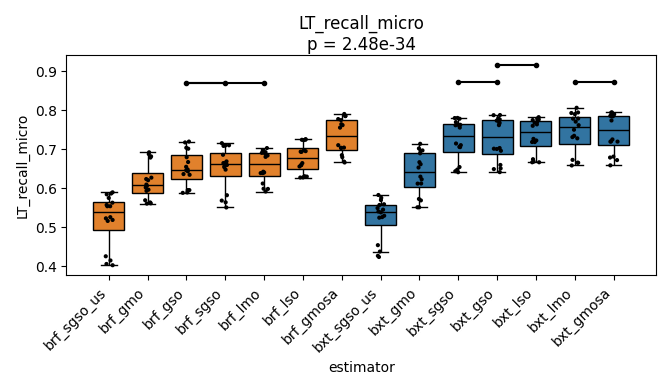 LT_recall_micro
p = 2.48e-34
LT_recall_micro
0.9
0.8
0.7
0.6
0.5
0.4
brf_sgso_us
brf_gmo
brf_gso
brf_sgso
brf_lmo
brf_lso
brf_gmosa
bxt_sgso_us
bxt_gmo
bxt_sgso
bxt_gso
bxt_lso
bxt_lmo
bxt_gmosa
estimator